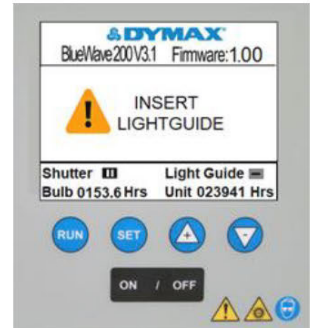 DYMAX
BlueWave 200 V3.1 Firmware: 1.00
INSERT
LIGHTGUIDE
Shutter Light Guide
Bulb 0153.6 Hrs Unit 023941 Hrs
RUN SET + -
ON / OFF